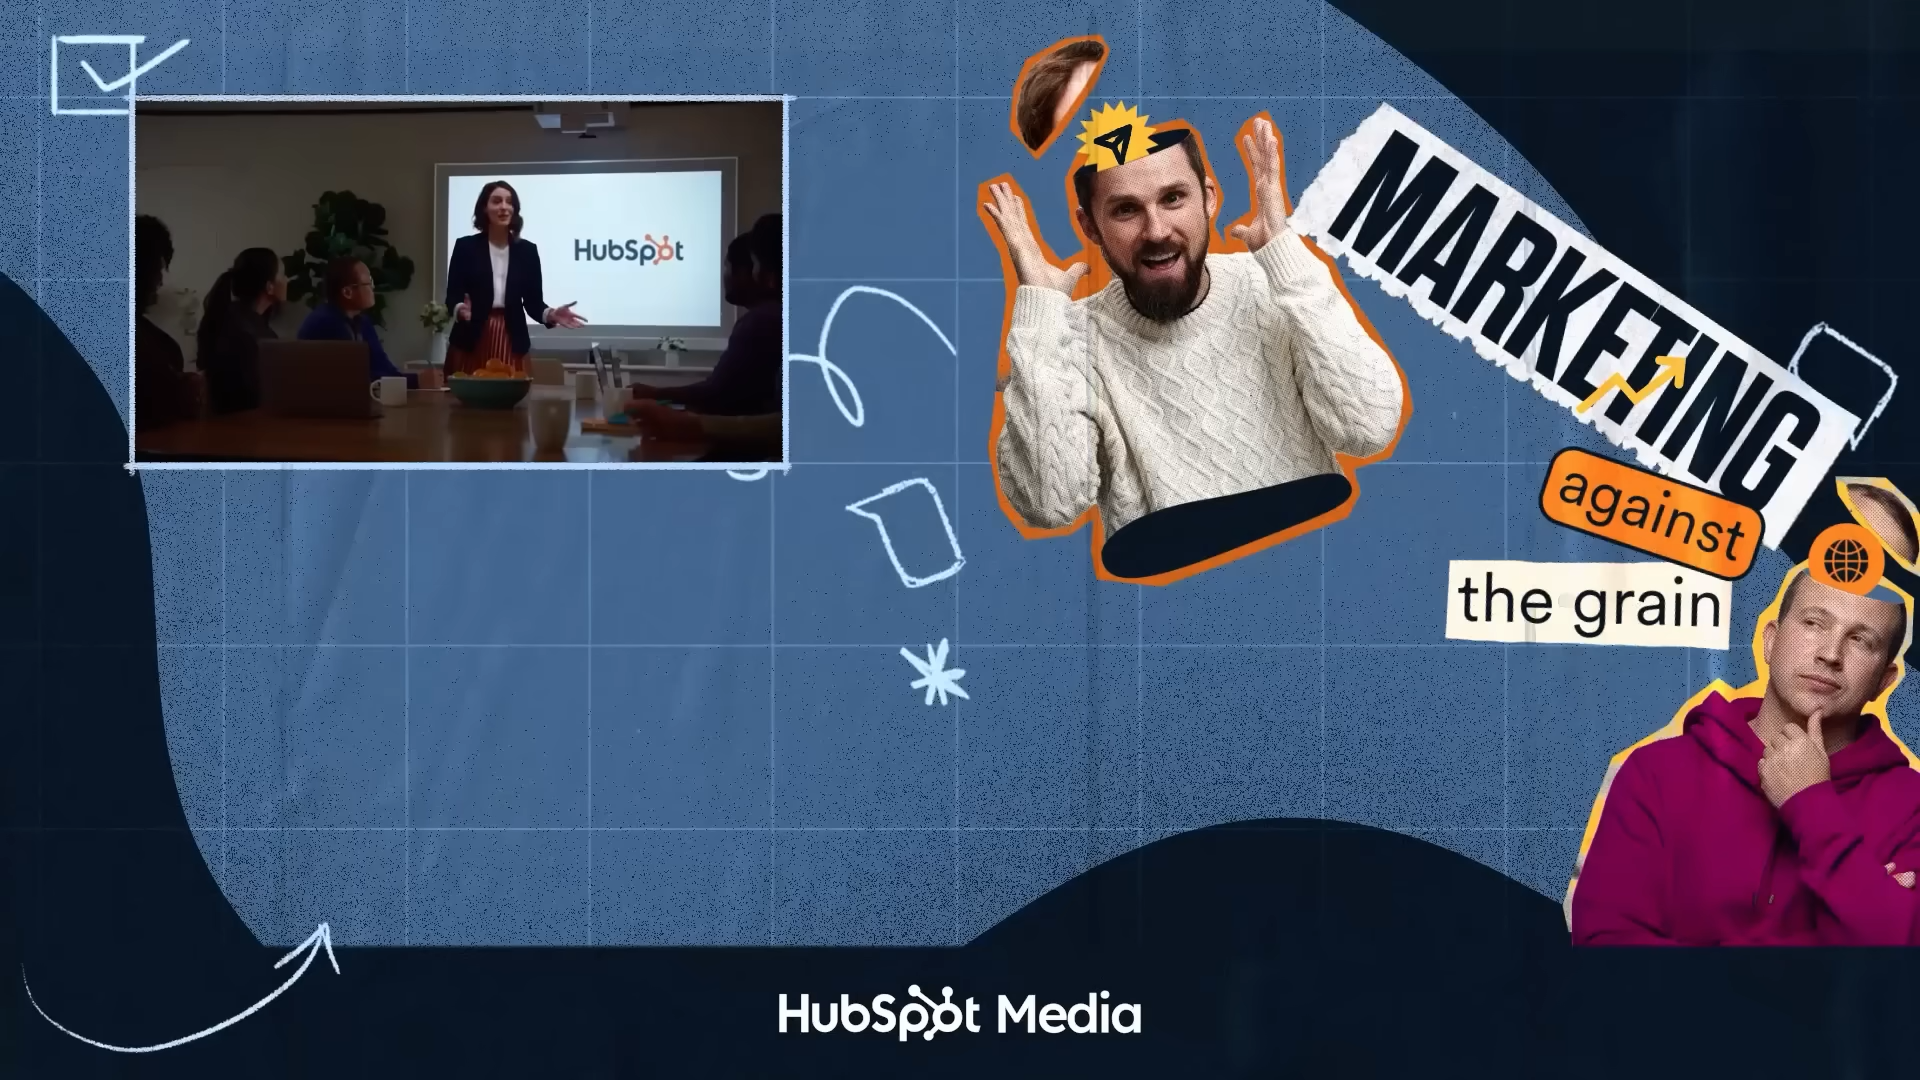 HubSpot
MARKETING
against
the grain
HubSpot Media